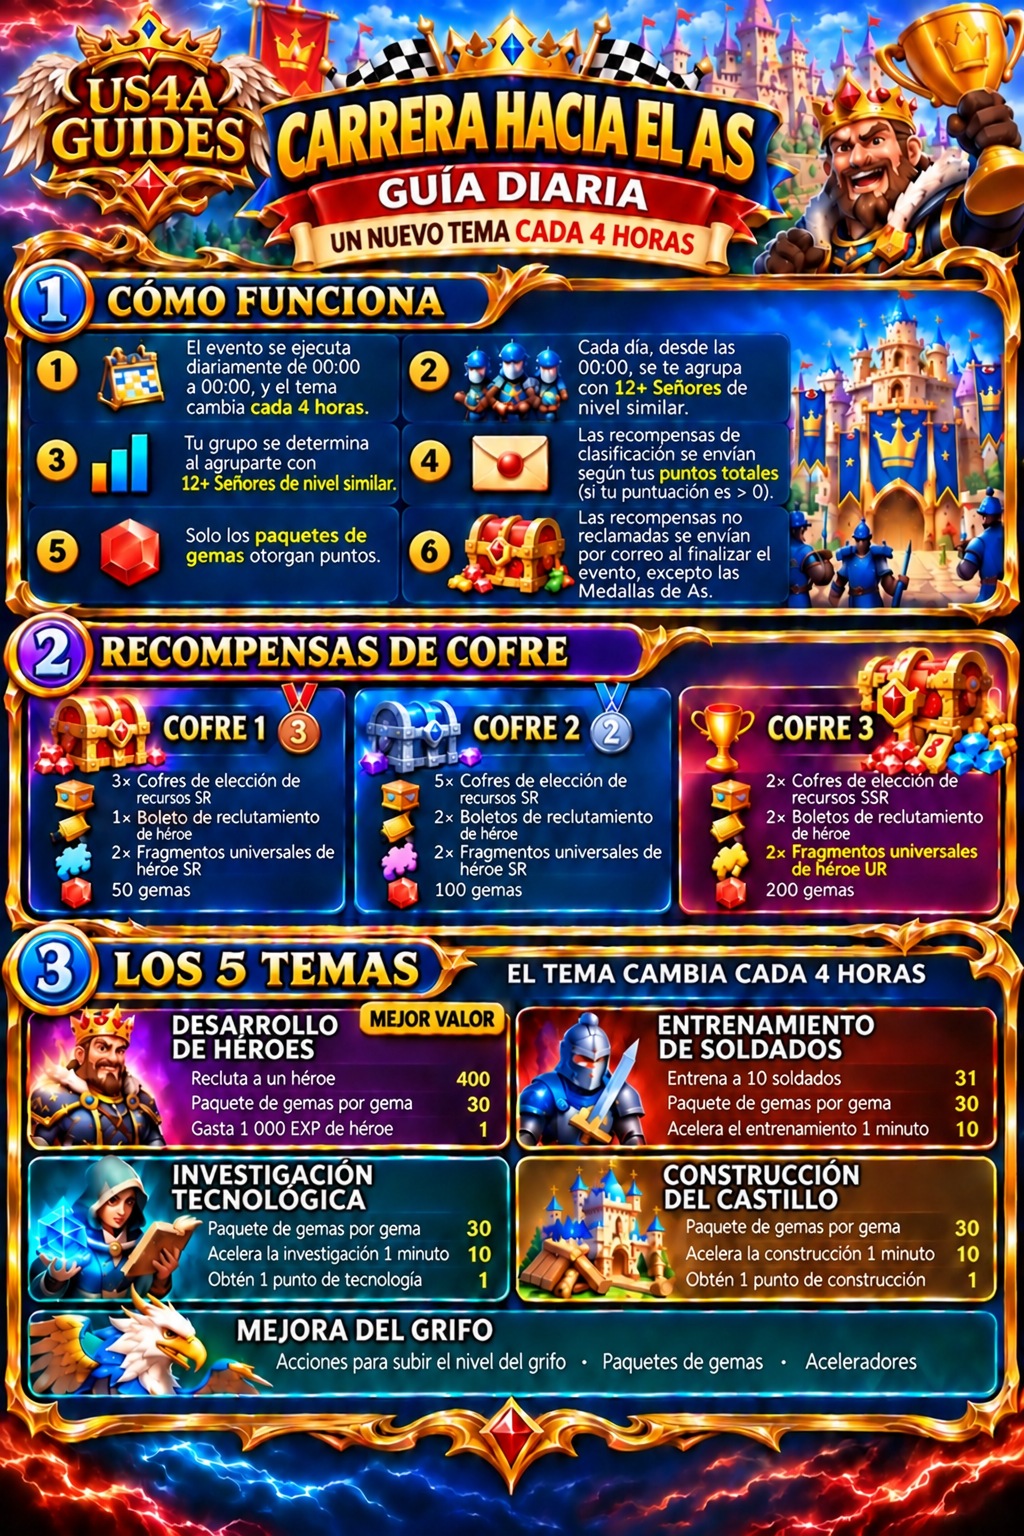 US4A
GUIDES
CARRERA HACIA EL AS
GUÍA DIARIA
UN NUEVO TEMA CADA 4 HORAS
1 CÓMO FUNCIONA
1
El evento se ejecuta
diariamente de 00:00
a 00:00, y el tema
cambia cada 4 horas.
2
Cada día, desde las
00:00, se te agrupa
con 12+ Señores de
nivel similar.
3
Tu grupo se determina
al agruparte con
12+ Señores de nivel similar.
4
Las recompensas de
clasificación se envían
según tus puntos totales
(si tu puntuación es > 0).
5
Solo los paquetes de
gemas otorgan puntos.
6
Las recompensas no
reclamadas se envían
por correo al finalizar el
evento, excepto las
Medallas de As.
2 RECOMPENSAS DE COFRE
COFRE 1 3
3× Cofres de elección de
recursos SR
1× Boleto de reclutamiento
de héroe
2× Fragmentos universales de
héroe SR
50 gemas
COFRE 2 2
5× Cofres de elección de
recursos SR
2× Boletos de reclutamiento
de héroe
2× Fragmentos universales de
héroe SR
100 gemas
COFRE 3
8
2× Cofres de elección de
recursos SSR
2× Boletos de reclutamiento
de héroe
2× Fragmentos universales
de héroe UR
200 gemas
3 LOS 5 TEMAS
EL TEMA CAMBIA CADA 4 HORAS
DESARROLLO
DE HÉROES
MEJOR VALOR
Recluta a un héroe 400
Paquete de gemas por gema 30
Gasta 1 000 EXP de héroe 1
ENTRENAMIENTO
DE SOLDADOS
Entrena a 10 soldados 31
Paquete de gemas por gema 30
Acelera el entrenamiento 1 minuto 10
INVESTIGACIÓN
TECNOLÓGICA
Paquete de gemas por gema 30
Acelera la investigación 1 minuto 10
Obtén 1 punto de tecnología 1
CONSTRUCCIÓN
DEL CASTILLO
Paquete de gemas por gema 30
Acelera la construcción 1 minuto 10
Obtén 1 punto de construcción 1
MEJORA DEL GRIFO
Acciones para subir el nivel del grifo • Paquetes de gemas • Aceleradores